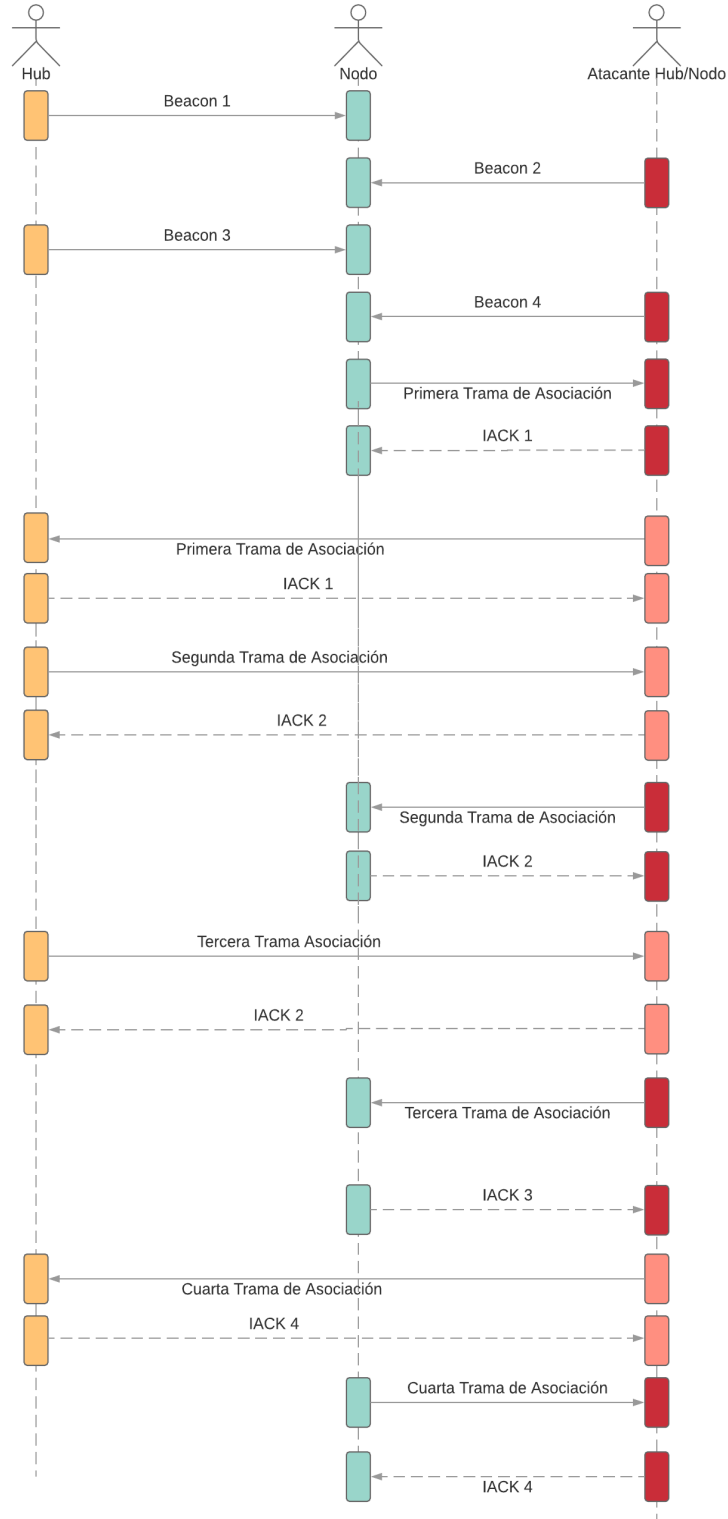 Hub
Nodo
Atacante Hub/Nodo
Beacon 1
Beacon 2
Beacon 3
Beacon 4
Primera Trama de Asociación
IACK 1
Primera Trama de Asociación
IACK 1
Segunda Trama de Asociación
IACK 2
Segunda Trama de Asociación
IACK 2
Tercera Trama Asociación
IACK 2
Tercera Trama de Asociación
IACK 3
Cuarta Trama de Asociación
IACK 4
Cuarta Trama de Asociación
IACK 4